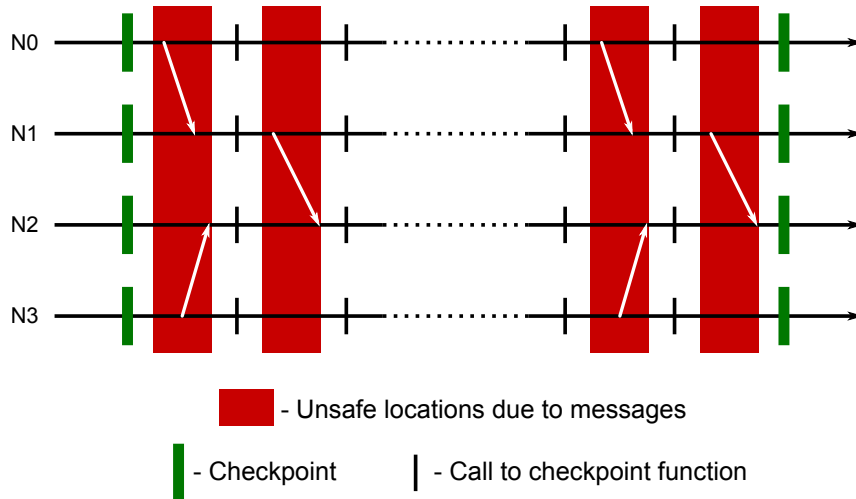 N0
N1
N2
N3
- Unsafe locations due to messages
- Checkpoint
- Call to checkpoint function